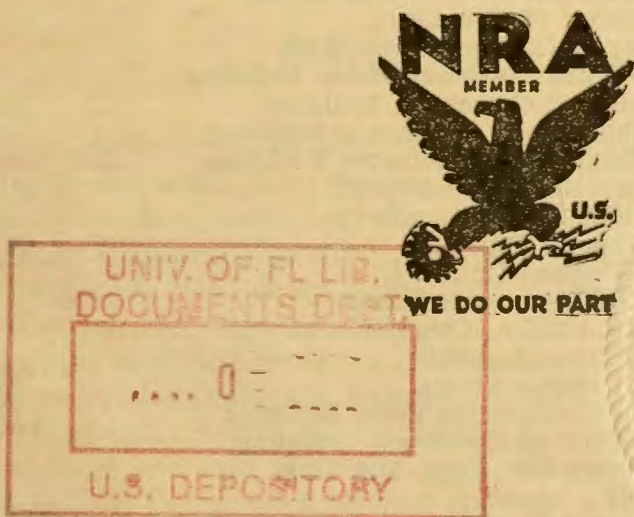 NRA
MEMBER
U.S.
WE DO OUR PART
UNIV. OF FL LIB.
DOCUMENTS DEPT.
U.S. DEPOSITORY